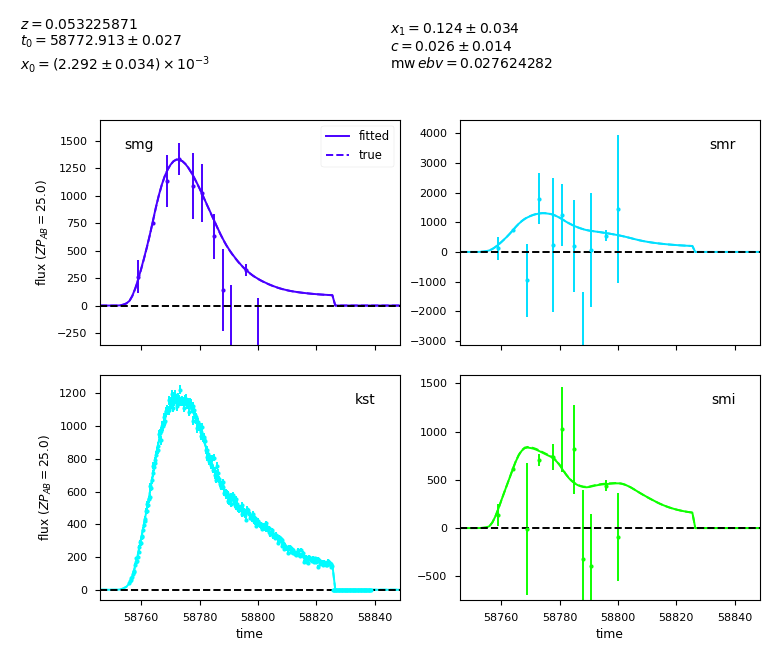 z = 0.053225871
t₀ = 58772.913 ± 0.027
x₀ = (2.292 ± 0.034) × 10⁻³
x₁ = 0.124 ± 0.034
c = 0.026 ± 0.014
mwebv = 0.027624282
smg
fitted
true
1500
1250
1000
750
500
250
0
−250
flux (ZP_AB = 25.0)
smr
4000
3000
2000
1000
0
−1000
−2000
−3000
kst
1200
1000
800
600
400
200
0
flux (ZP_AB = 25.0)
58760 58780 58800 58820 58840
time
smi
1500
1000
500
0
−500
58760 58780 58800 58820 58840
time